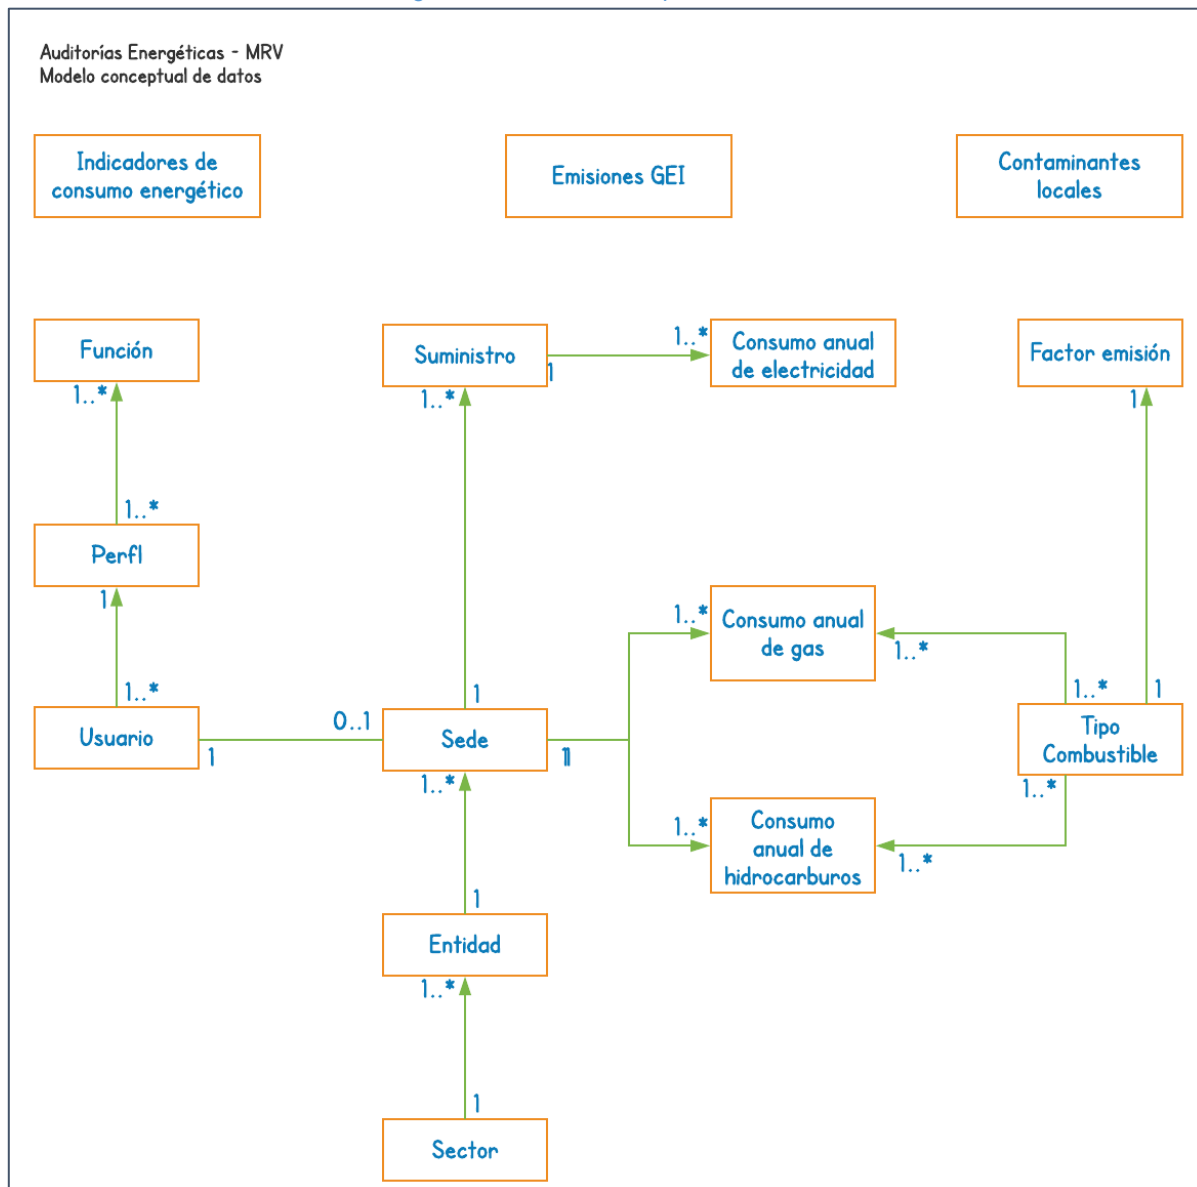 Auditorías Energéticas - MRV
Modelo conceptual de datos
Indicadores de
consumo energético
Emisiones GEI
Contaminantes
locales
Función
Suministro
Consumo anual
de electricidad
Factor emisión
1..*
1
1..*
1..*
1
1..*
Perfl
1
1..*
Consumo anual
de gas
1..*
1..*
1..*
1
1..*
Usuario
1
0..1
Sede
1
11
Tipo
Combustible
1..*
1..*
1..*
Consumo
anual de
hidrocarburos
1..*
1
Entidad
1..*
1
Sector